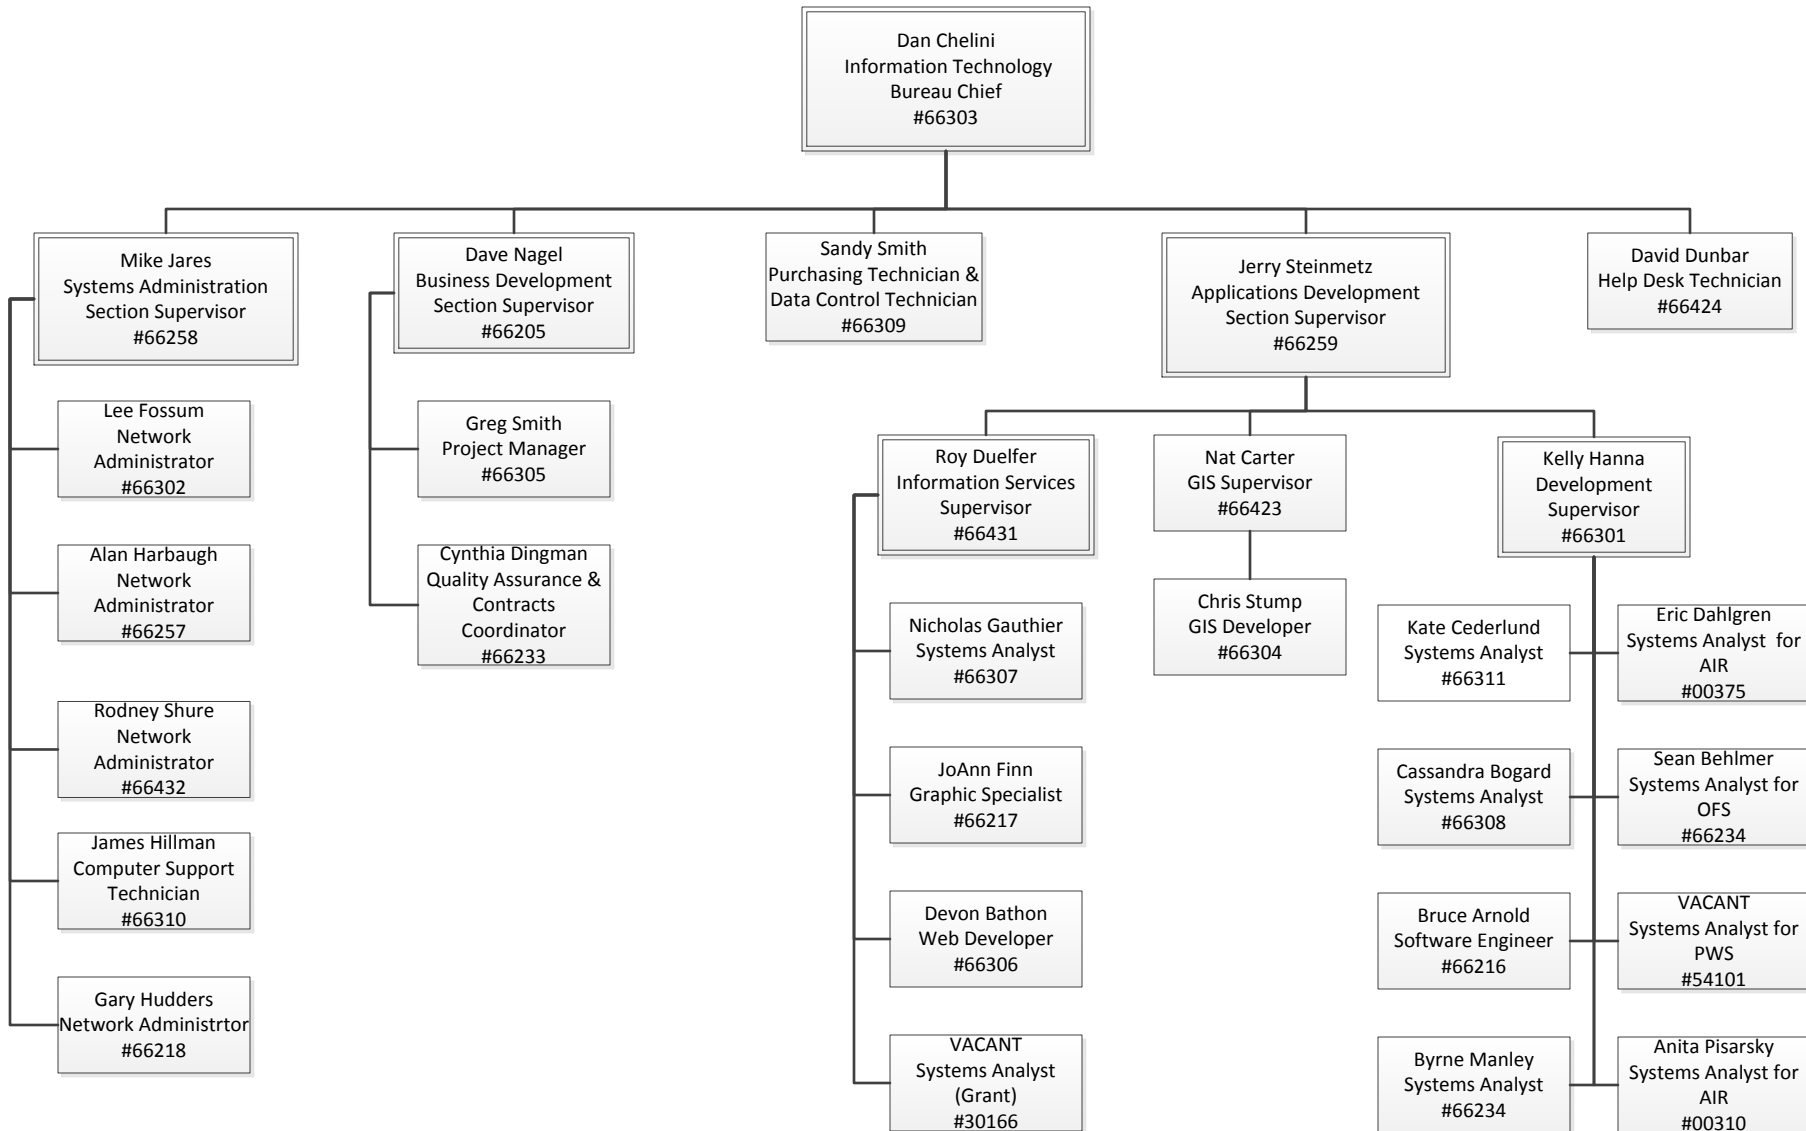 Dan Chelini
Information Technology
Bureau Chief
#66303
Mike Jares
Systems Administration
Section Supervisor
#66258
Dave Nagel
Business Development
Section Supervisor
#66205
Sandy Smith
Purchasing Technician &
Data Control Technician
#66309
Jerry Steinmetz
Applications Development
Section Supervisor
#66259
David Dunbar
Help Desk Technician
#66424
Lee Fossum
Network
Administrator
#66302
Alan Harbaugh
Network
Administrator
#66257
Rodney Shure
Network
Administrator
#66432
James Hillman
Computer Support
Technician
#66310
Gary Hudders
Network Administrtor
#66218
Greg Smith
Project Manager
#66305
Cynthia Dingman
Quality Assurance &
Contracts
Coordinator
#66233
Roy Duelfer
Information Services
Supervisor
#66431
Nicholas Gauthier
Systems Analyst
#66307
JoAnn Finn
Graphic Specialist
#66217
Devon Bathon
Web Developer
#66306
VACANT
Systems Analyst
(Grant)
#30166
Nat Carter
GIS Supervisor
#66423
Chris Stump
GIS Developer
#66304
Kelly Hanna
Development
Supervisor
#66301
Kate Cederlund
Systems Analyst
#66311
Eric Dahlgren
Systems Analyst  for
AIR
#00375
Cassandra Bogard
Systems Analyst
#66308
Sean Behlmer
Systems Analyst for
OFS
#66234
Bruce Arnold
Software Engineer
#66216
VACANT
Systems Analyst for
PWS
#54101
Byrne Manley
Systems Analyst
#66234
Anita Pisarsky
Systems Analyst for
AIR
#00310